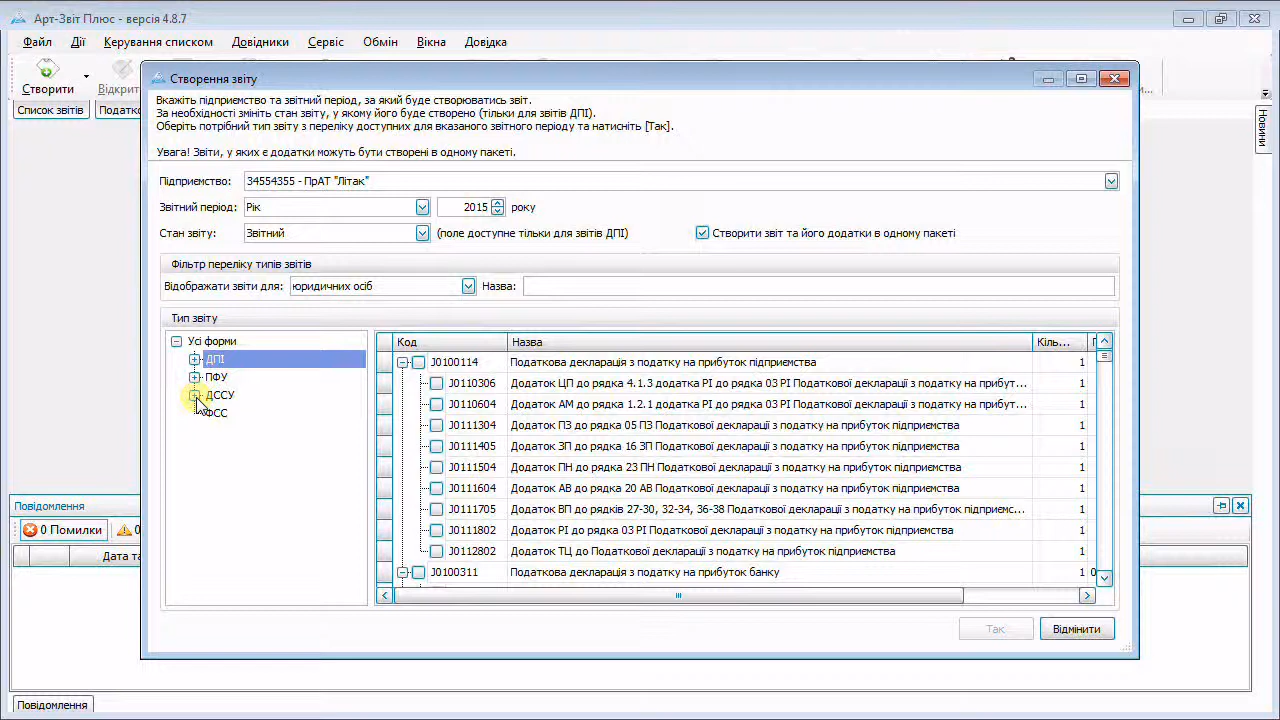 Арт-Звіт Плюс - версія 4.8.7
Файл Дії Керування списком Довідники Сервіс Обмін Вікна Довідка
Створити
Відкрит
Список звітів
Податко
Новини
Створення звіту
Вкажіть підприємство та звітний період, за який буде створюватись звіт.
За необхідності змініть стан звіту, у якому його буде створено (тільки для звітів ДПІ).
Оберіть потрібний тип звіту з переліку доступних для вказаного звітного періоду та натисніть [Так].
Увага! Звіти, у яких є додатки можуть бути створені в одному пакеті.
Підприємство: 34554355 - ПрАТ "Літак"
Звітний період: Рік 2015 року
Стан звіту: Звітний (поле доступне тільки для звітів ДПІ) Створити звіт та його додатки в одному пакеті
Фільтр переліку типів звітів
Відображати звіти для: юридичних осіб Назва:
Тип звіту
Усі форми
ДПІ
ПФУ
ДССУ
ФСС
Код Назва Кіль...
J0100114 Податкова декларація з податку на прибуток підприємства 1
J0110306 Додаток ЦП до рядка 4.1.3 додатка РІ до рядка 03 РІ Податкової декларації з податку на прибут... 1
J0110604 Додаток АМ до рядка 1.2.1 додатка РІ до рядка 03 РІ Податкової декларації з податку на прибут... 1
J0111304 Додаток ПЗ до рядка 05 ПЗ Податкової декларації з податку на прибуток підприємства 1
J0111405 Додаток ЗП до рядка 16 ЗП Податкової декларації з податку на прибуток підприємства 1
J0111504 Додаток ПН до рядка 23 ПН Податкової декларації з податку на прибуток підприємства 1
J0111604 Додаток АВ до рядка 20 АВ Податкової декларації з податку на прибуток підприємства 1
J0111705 Додаток ВП до рядків 27-30, 32-34, 36-38 Податкової декларації з податку на прибуток підприємс... 1
J0111802 Додаток РІ до рядка 03 РІ Податкової декларації з податку на прибуток підприємства 1
J0112802 Додаток ТЦ до Податкової декларації з податку на прибуток підприємства 1
J0100311 Податкова декларація з податку на прибуток банку 1 0
Так Відмінити
Повідомлення
0 Помилки 0
Дата та
Повідомлення